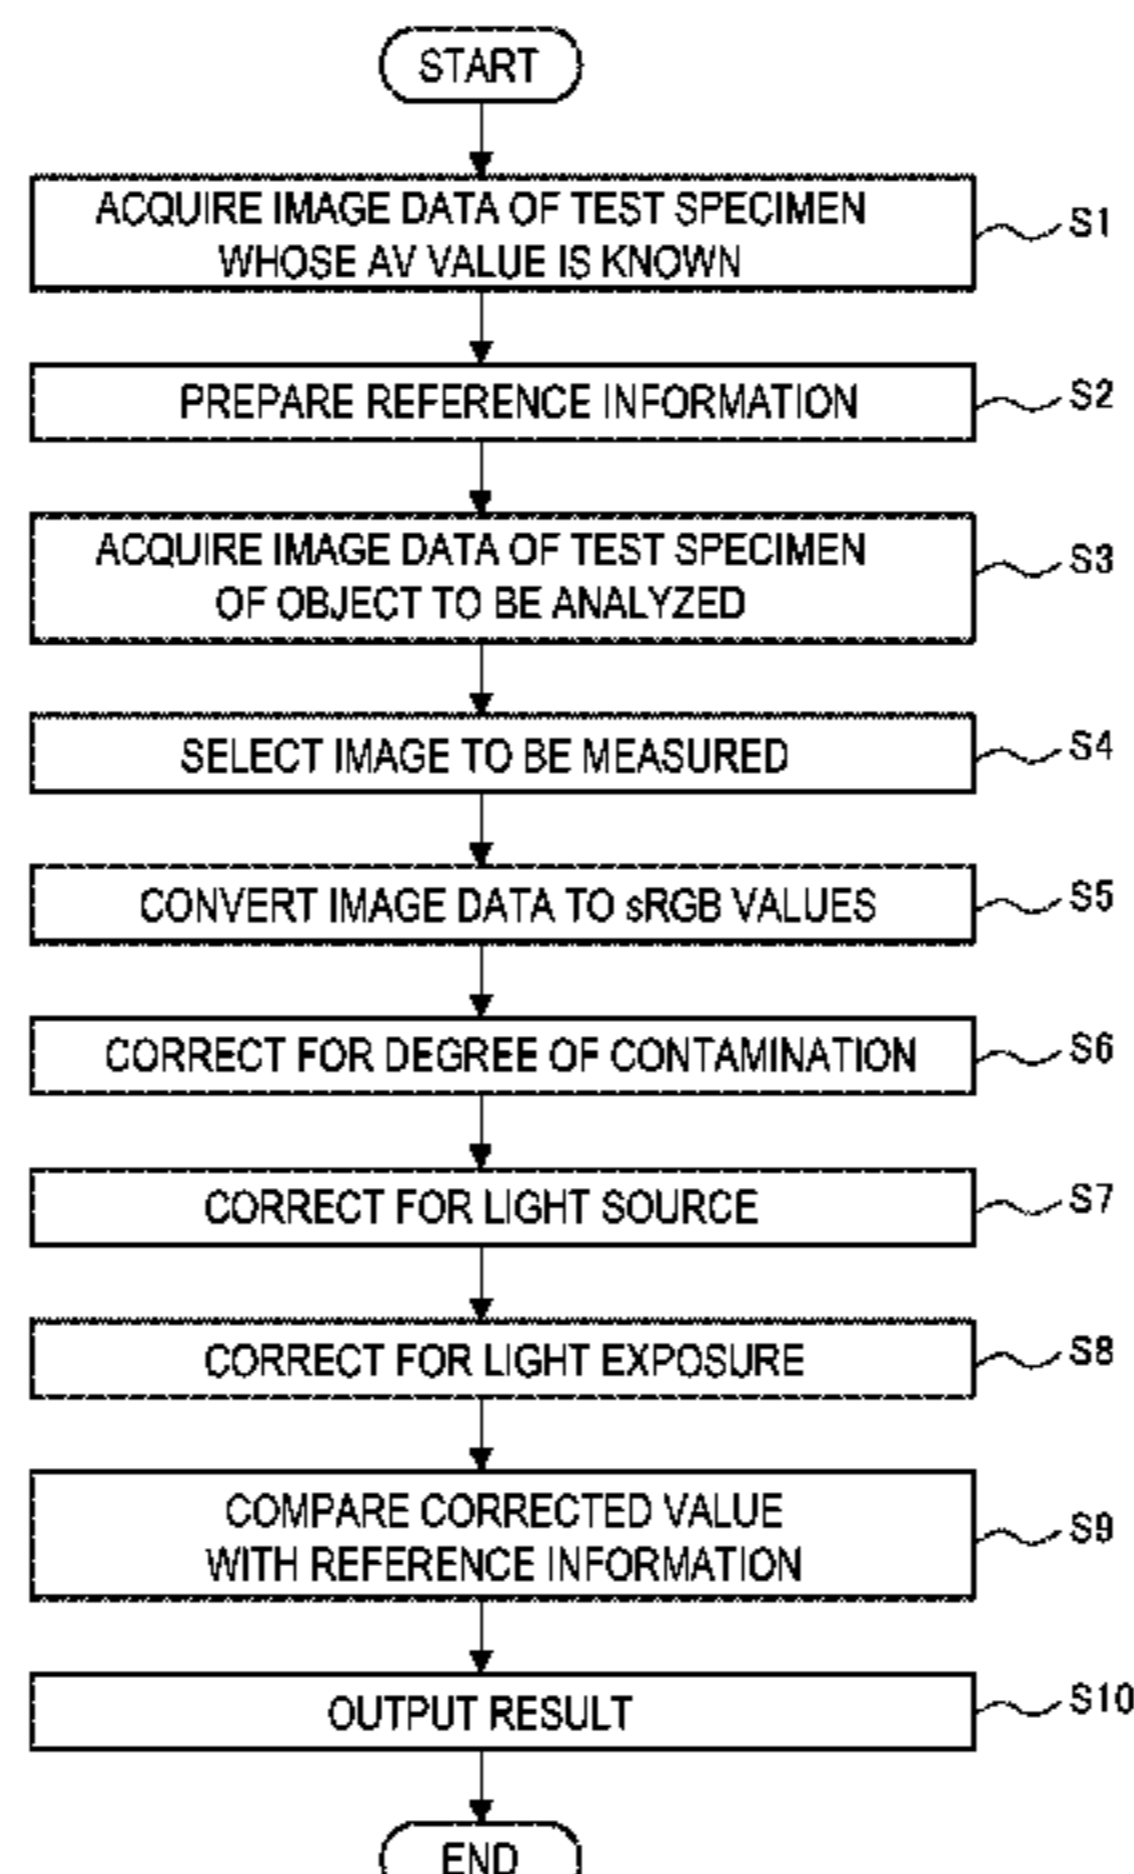 START
ACQUIRE IMAGE DATA OF TEST SPECIMEN
WHOSE AV VALUE IS KNOWN
S1
PREPARE REFERENCE INFORMATION
S2
ACQUIRE IMAGE DATA OF TEST SPECIMEN
OF OBJECT TO BE ANALYZED
S3
SELECT IMAGE TO BE MEASURED
S4
CONVERT IMAGE DATA TO sRGB VALUES
S5
CORRECT FOR DEGREE OF CONTAMINATION
S6
CORRECT FOR LIGHT SOURCE
S7
CORRECT FOR LIGHT EXPOSURE
S8
COMPARE CORRECTED VALUE
WITH REFERENCE INFORMATION
S9
OUTPUT RESULT
S10
END